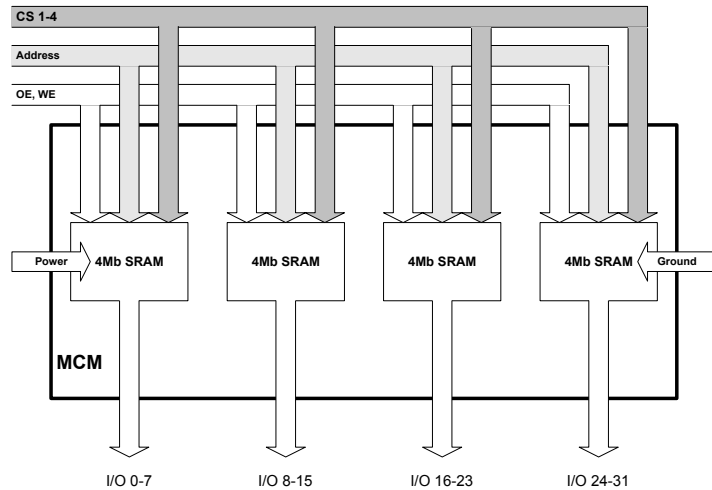 CS 1-4
Address
OE, WE
Power
4Mb SRAM
4Mb SRAM
4Mb SRAM
4Mb SRAM
Ground
MCM
I/O 0-7
I/O 8-15
I/O 16-23
I/O 24-31